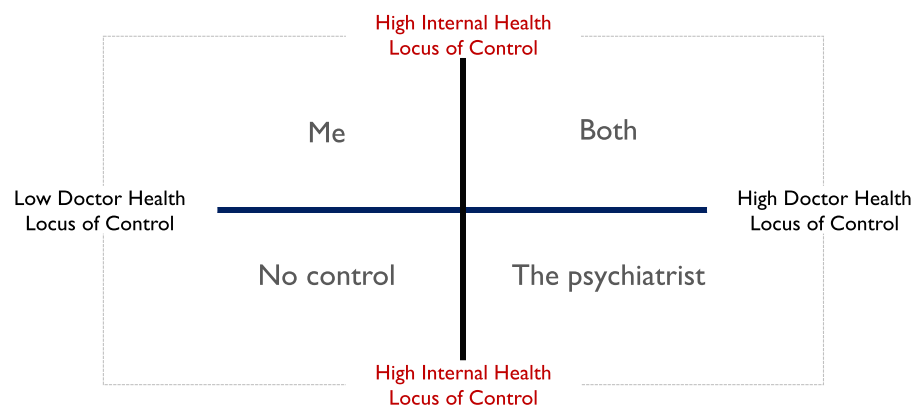 High Internal Health
Locus of Control
Me
Both
Low Doctor Health
Locus of Control
High Doctor Health
Locus of Control
No control
The psychiatrist
High Internal Health
Locus of Control